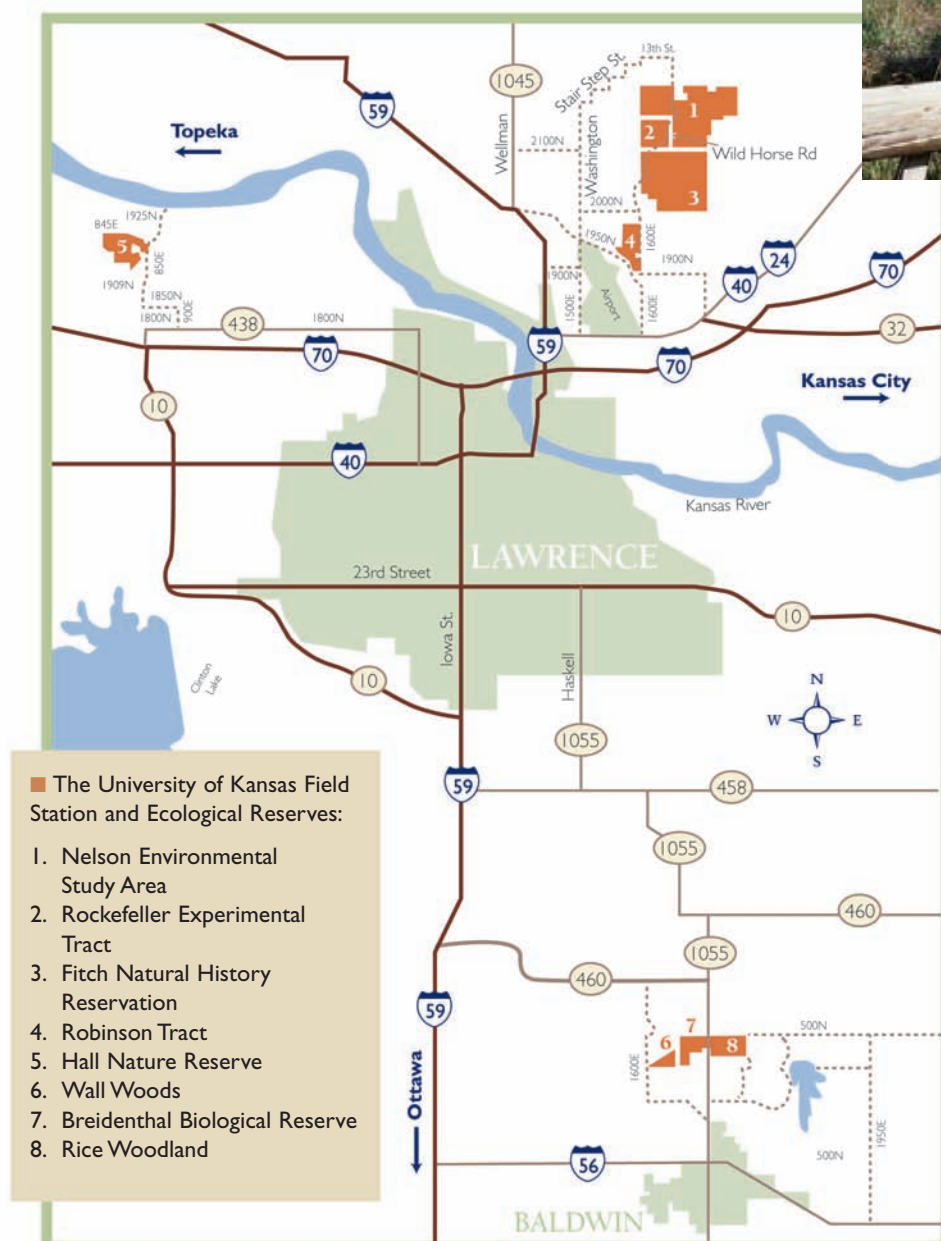 13th St.
Stair Step St.
1045
59
Topeka
1
2
Wellman
2100N
Washington
Wild Horse Rd
3
1925N
845E
5
2000N
1950N
4
1600E
24
850E
1900N
1900N
40
70
1909N
1850N
900E
1500E
Airport
1600E
1800N
438
1800N
32
59
70
70
Kansas City
10
40
Kansas River
LAWRENCE
23rd Street
10
Iowa St.
Haskell
Clinton
Lake
10
N
W
E
S
1055
59
458
The University of Kansas Field
Station and Ecological Reserves:
1. Nelson Environmental
Study Area
2. Rockefeller Experimental
Tract
3. Fitch Natural History
Reservation
4. Robinson Tract
5. Hall Nature Reserve
6. Wall Woods
7. Breidenthal Biological Reserve
8. Rice Woodland
1055
460
1055
460
59
7
500N
6
8
1600E
Ottawa
1950E
500N
56
BALDWIN